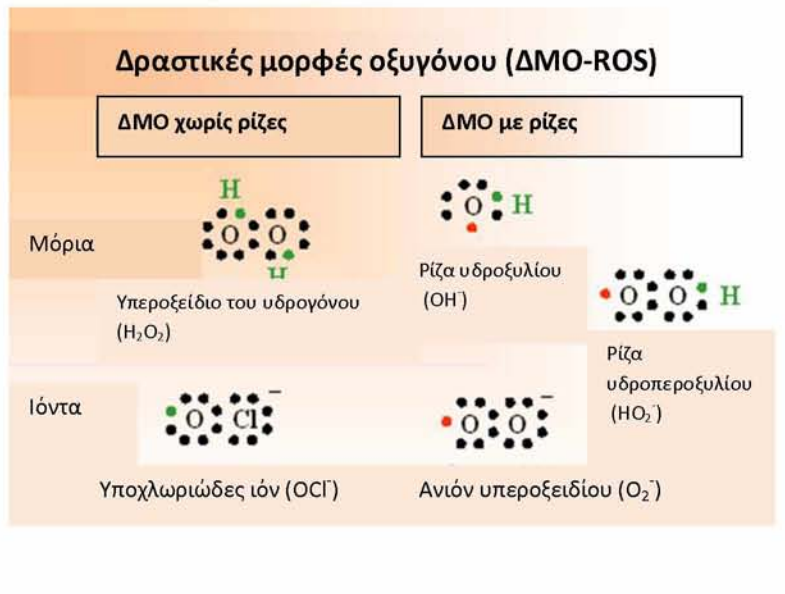 Δραστικές μορφές οξυγόνου (ΔΜΟ-ROS)
ΔΜΟ χωρίς ρίζες
ΔΜΟ με ρίζες
Μόρια
H
O O
H
Υπεροξείδιο του υδρογόνου
(H₂O₂)
O H
Ρίζα υδροξυλίου
(OH⁻)
O O H
Ρίζα
υδροπεροξυλίου
(HO₂⁻)
Ιόντα
O Cl⁻
Υποχλωριώδες ιόν (OCl⁻)
O O⁻
Ανιόν υπεροξειδίου (O₂⁻)